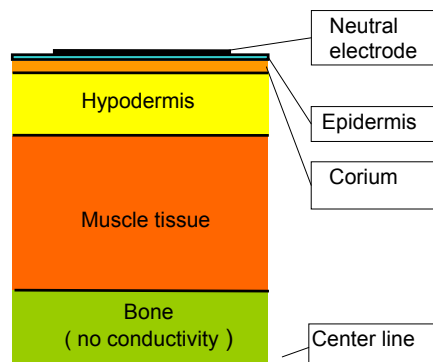 Neutral
electrode
Hypodermis
Epidermis
Corium
Muscle tissue
Bone
( no conductivity )
Center line